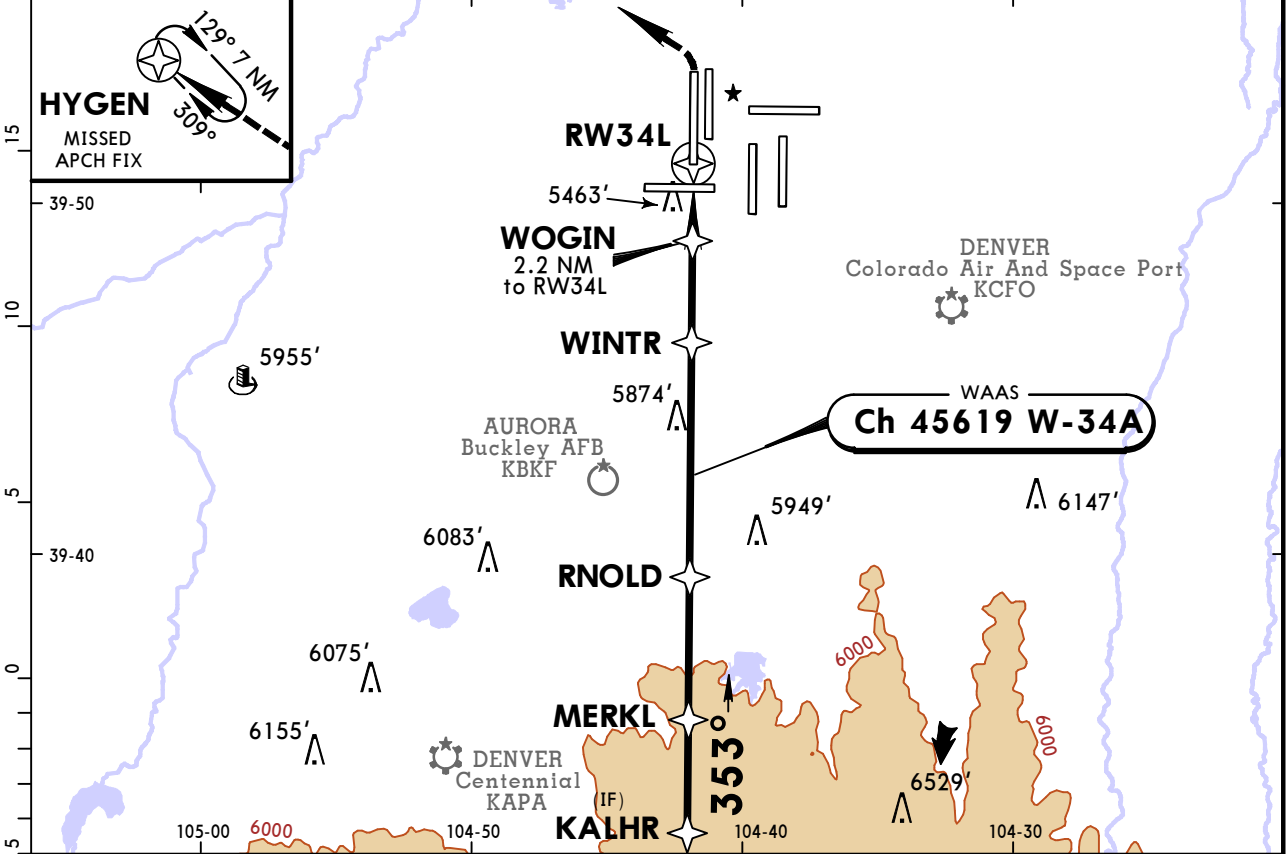 129° 7 NM
HYGEN
309°
MISSED
APCH FIX
15
RW34L
39-50
5463'
WOGIN
2.2 NM
to RW34L
DENVER
Colorado Air And Space Port
KCFO
10
WINTR
5955'
WAAS
Ch 45619 W-34A
5874'
AURORA
Buckley AFB
KBKF
5
5949'
6147'
6083'
39-40
RNOLD
6000
6075'
0
MERKL
6155'
353°
6000
DENVER
Centennial
KAPA
6529'
(IF)
KALHR
105-00
6000
104-50
104-40
104-30
5